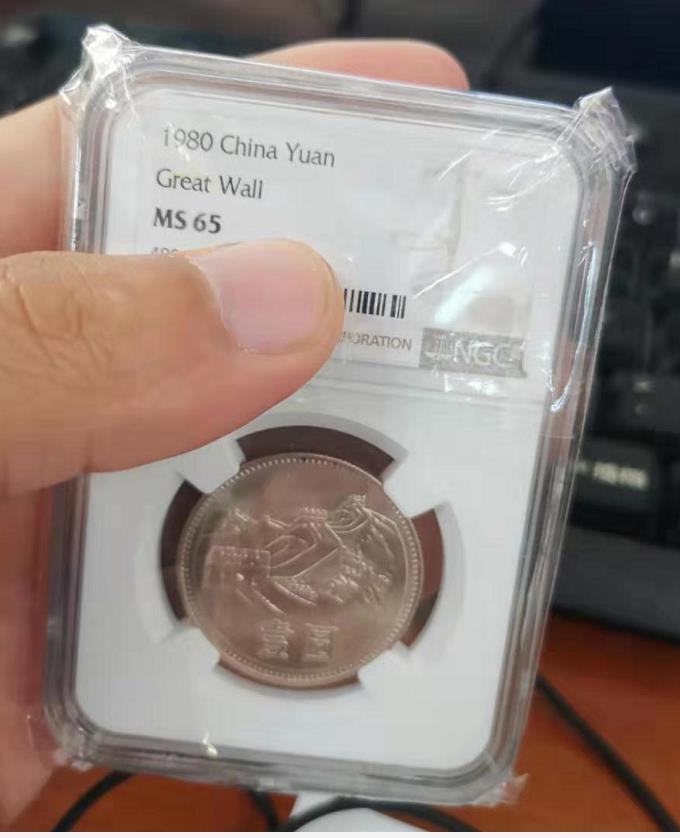 1980 China Yuan
Great Wall
MS 65
ORATION NGC
壹圆